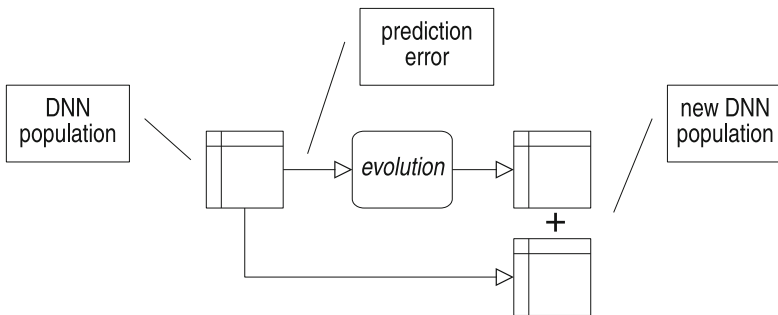 prediction
error
DNN
population
new DNN
population
evolution
+